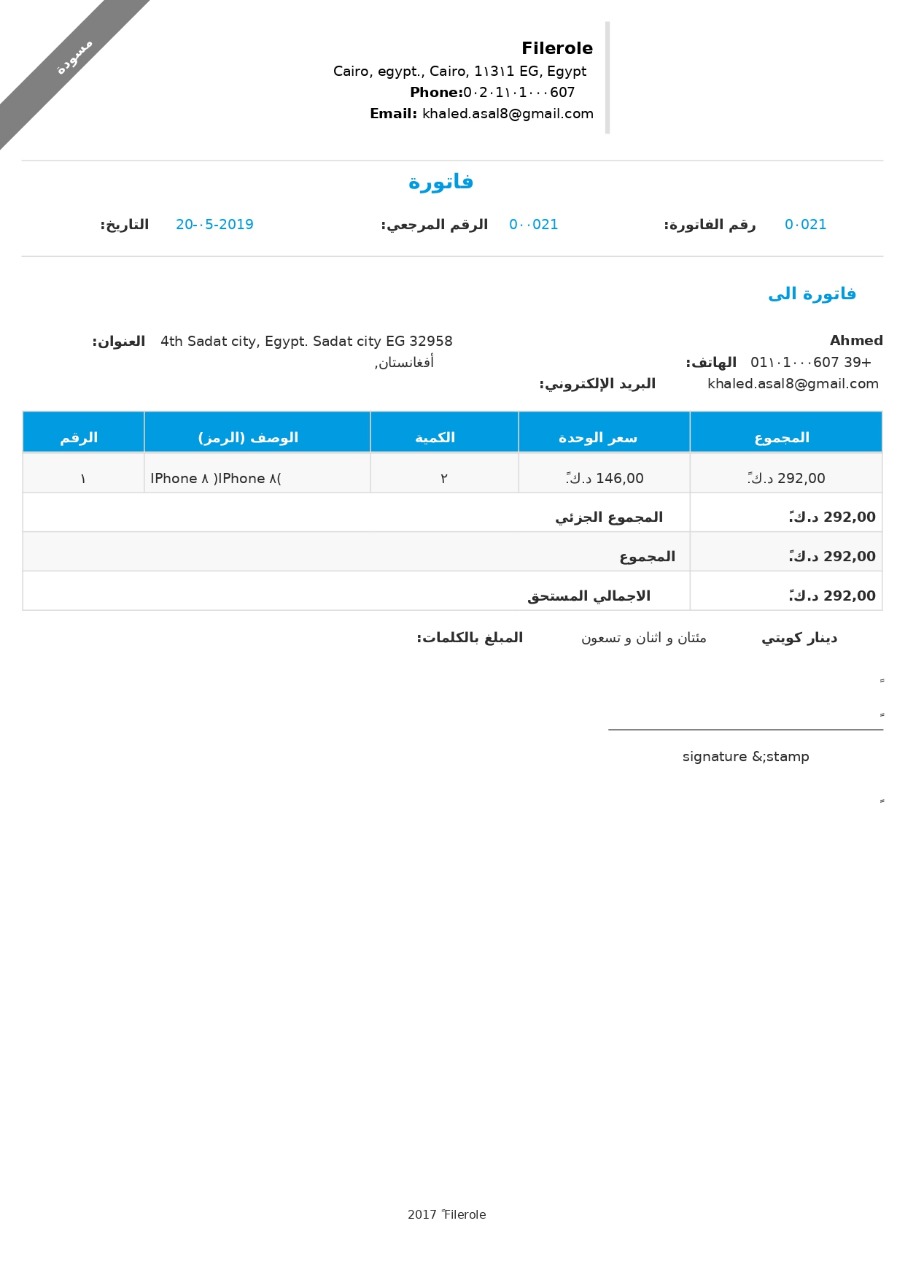 مسودة
Filerole
Cairo, egypt., Cairo, 1١3١1 EG, Egypt
Phone:0٠2٠1١٠1٠٠٠607
Email: khaled.asal8@gmail.com
فاتورة
رقم الفاتورة: 0٠021 الرقم المرجعي: 0٠٠021 التاريخ: 20-٠5-2019
فاتورة الى
Ahmed العنوان: 4th Sadat city, Egypt. Sadat city EG 32958
الهاتف: 01١٠1٠٠٠607 39+ أفغانستان,
البريد الإلكتروني: khaled.asal8@gmail.com
الرقم الوصف (الرمز) الكمية سعر الوحدة المجموع
١ IPhone ٨ )IPhone ٨( ٢ 146,00 د.ك.ً 292,00 د.ك.ً
المجموع الجزئي 292,00 د.ك.ً
المجموع 292,00 د.ك.ً
الاجمالي المستحق 292,00 د.ك.ً
المبلغ بالكلمات: مئتان و اثنان و تسعون دينار كويتي
signature &;stamp
2017 ً Filerole